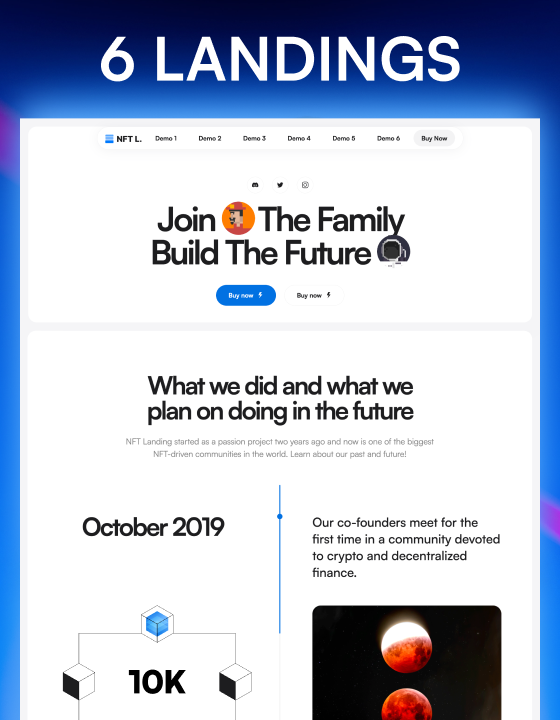 6 LANDINGS
NFT L. Demo 1 Demo 2 Demo 3 Demo 4 Demo 5 Demo 6 Buy Now
Join The Family
Build The Future
Buy now Buy now
What we did and what we
plan on doing in the future
NFT Landing started as a passion project two years ago and now is one of the biggest
NFT-driven communities in the world. Learn about our past and future!
October 2019
Our co-founders meet for the
first time in a community devoted
to crypto and decentralized
finance.
10K